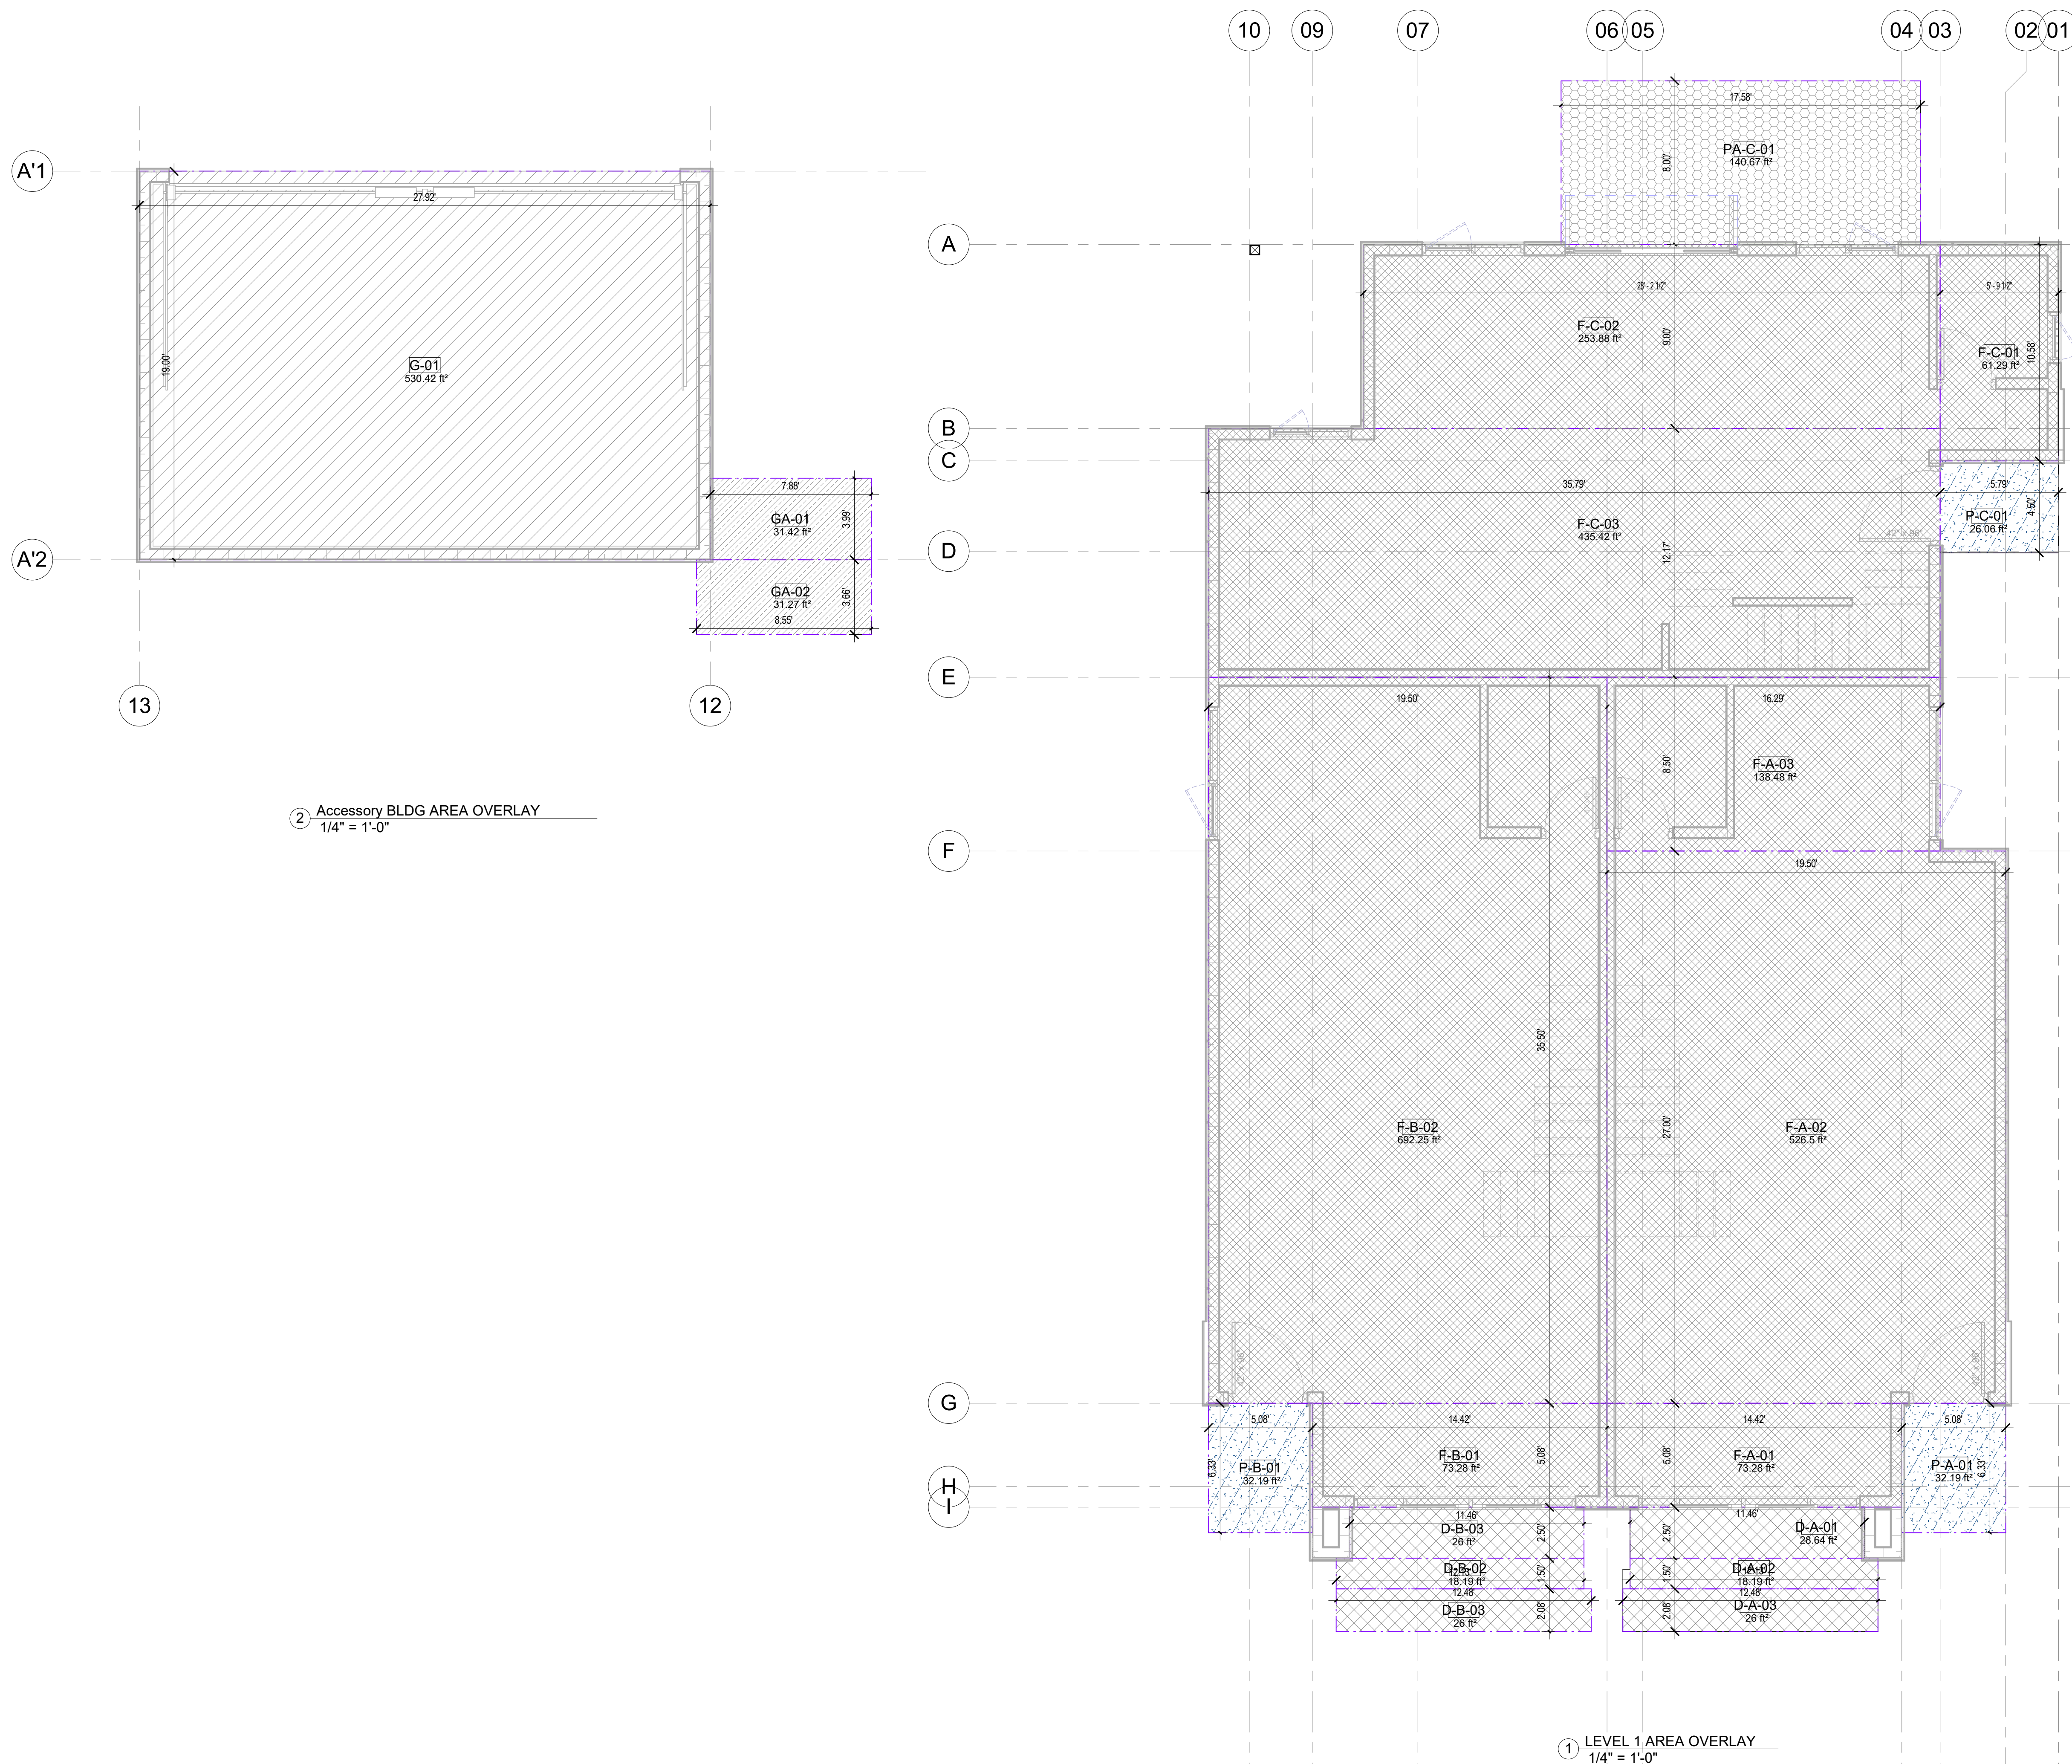 10 09 07 06 05 04 03 02 01
17.58'
PA-C-01
140.67 ft²
8.00'
A'1
27.92'
19.00'
G-01
530.42 ft²
7.88'
GA-01
31.42 ft²
3.99'
A'2
GA-02
31.27 ft²
3.66'
8.55'
13 12
2 Accessory BLDG AREA OVERLAY
1/4" = 1'-0"
A
28' - 2 1/2" 5' - 9 1/2"
F-C-02
253.88 ft²
9.00'
F-C-01
61.29 ft²
10.58'
B
C
35.79' 5.79'
F-C-03
435.42 ft²
12.17'
P-C-01
26.06 ft²
4.50'
42" x 96"
D
E
19.50' 16.29'
F-A-03
138.48 ft²
8.50'
F
19.50'
35.50'
27.00'
F-B-02
692.25 ft²
F-A-02
526.5 ft²
42" x 96" 42" x 96"
G
5.08' 14.42' 14.42' 5.08'
P-B-01
32.19 ft²
6.33'
F-B-01
73.28 ft²
5.08'
F-A-01
73.28 ft²
5.08'
P-A-01
32.19 ft²
6.33'
H
I
11.46' 11.46'
D-B-03
26 ft²
2.50'
D-A-01
28.64 ft²
2.50'
D-B-02
18.19 ft²
1.50'
D-A-02
18.19 ft²
1.50'
12.48' 12.48'
D-B-03
26 ft²
2.08'
D-A-03
26 ft²
2.08'
1 LEVEL 1 AREA OVERLAY
1/4" = 1'-0"